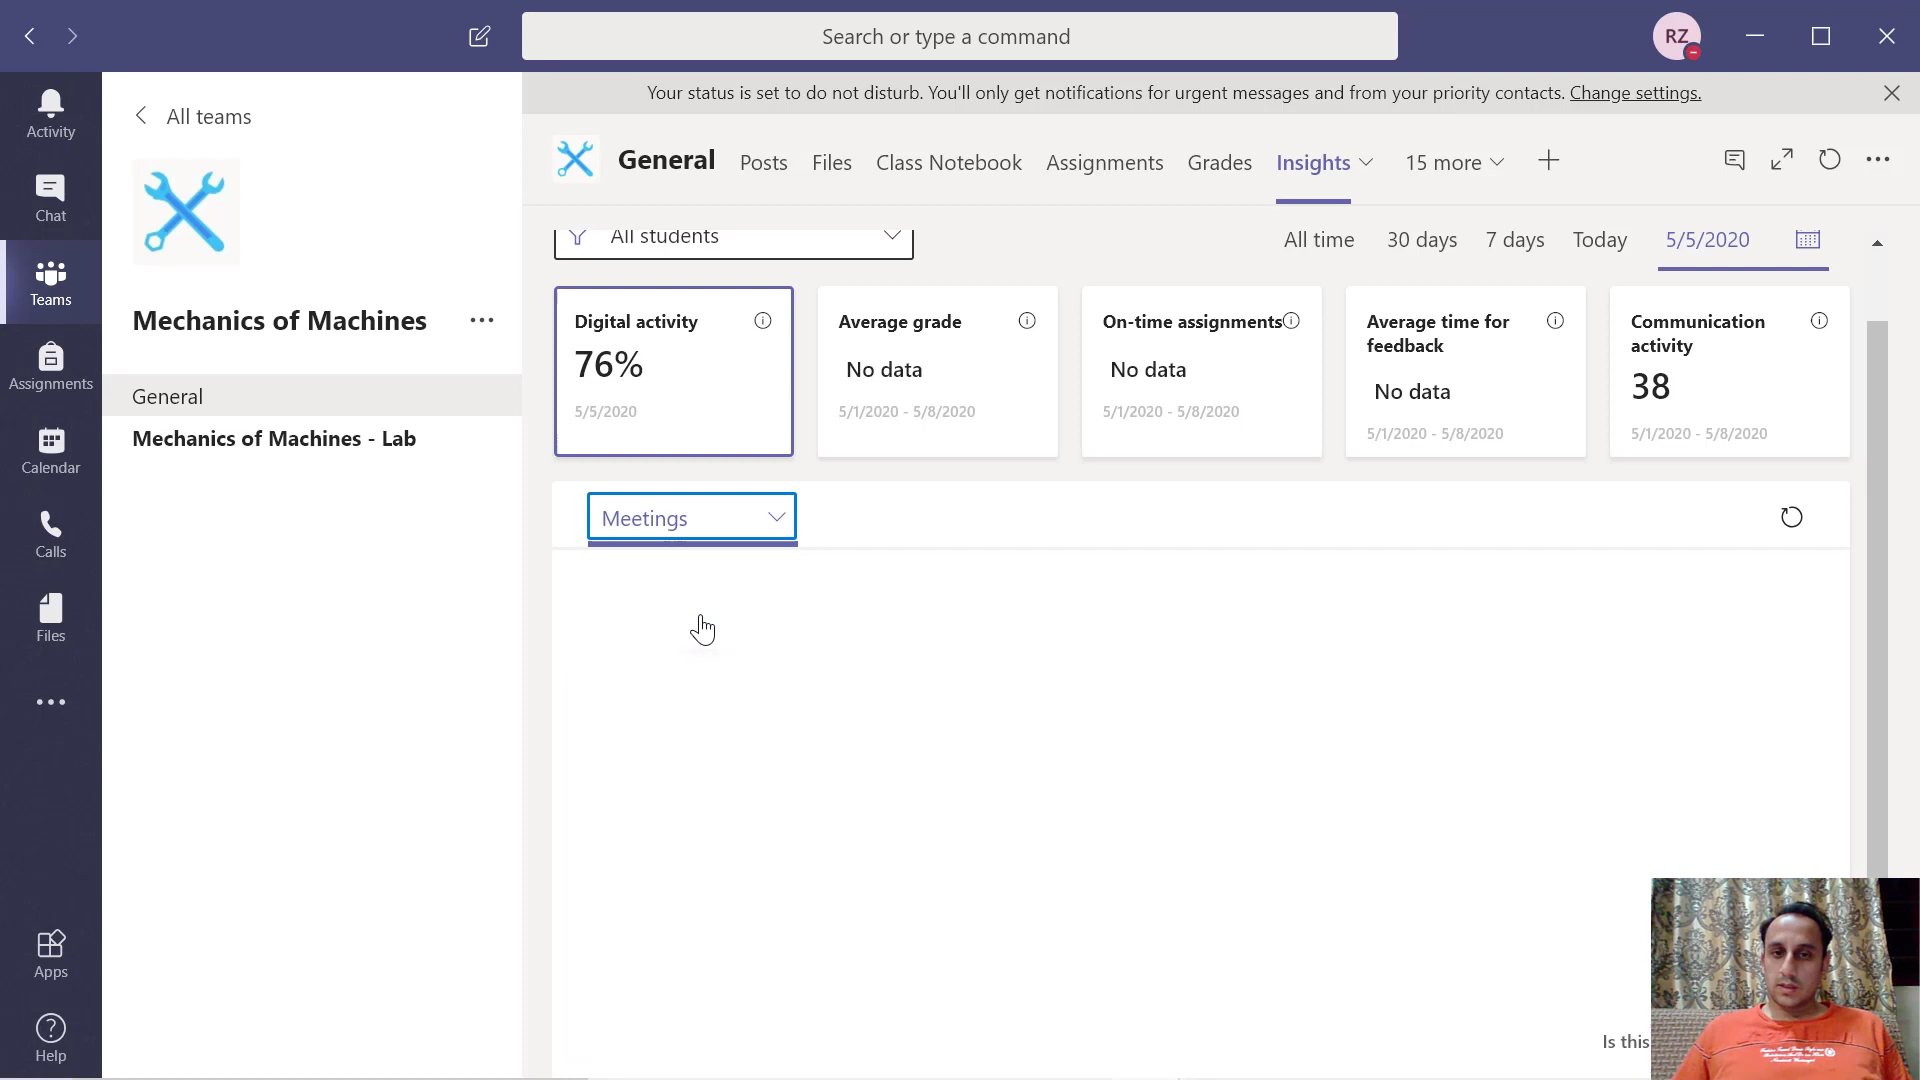 Search or type a command
RZ
Activity
Chat
Teams
Assignments
Calendar
Calls
Files
Apps
Help
All teams
Mechanics of Machines
General
Mechanics of Machines - Lab
Your status is set to do not disturb. You'll only get notifications for urgent messages and from your priority contacts. Change settings.
General Posts Files Class Notebook Assignments Grades Insights 15 more
All students
All time 30 days 7 days Today 5/5/2020
Digital activity
76%
5/5/2020
Average grade
No data
5/1/2020 - 5/8/2020
On-time assignments
No data
5/1/2020 - 5/8/2020
Average time for
feedback
No data
5/1/2020 - 5/8/2020
Communication
activity
38
5/1/2020 - 5/8/2020
Meetings
Is this